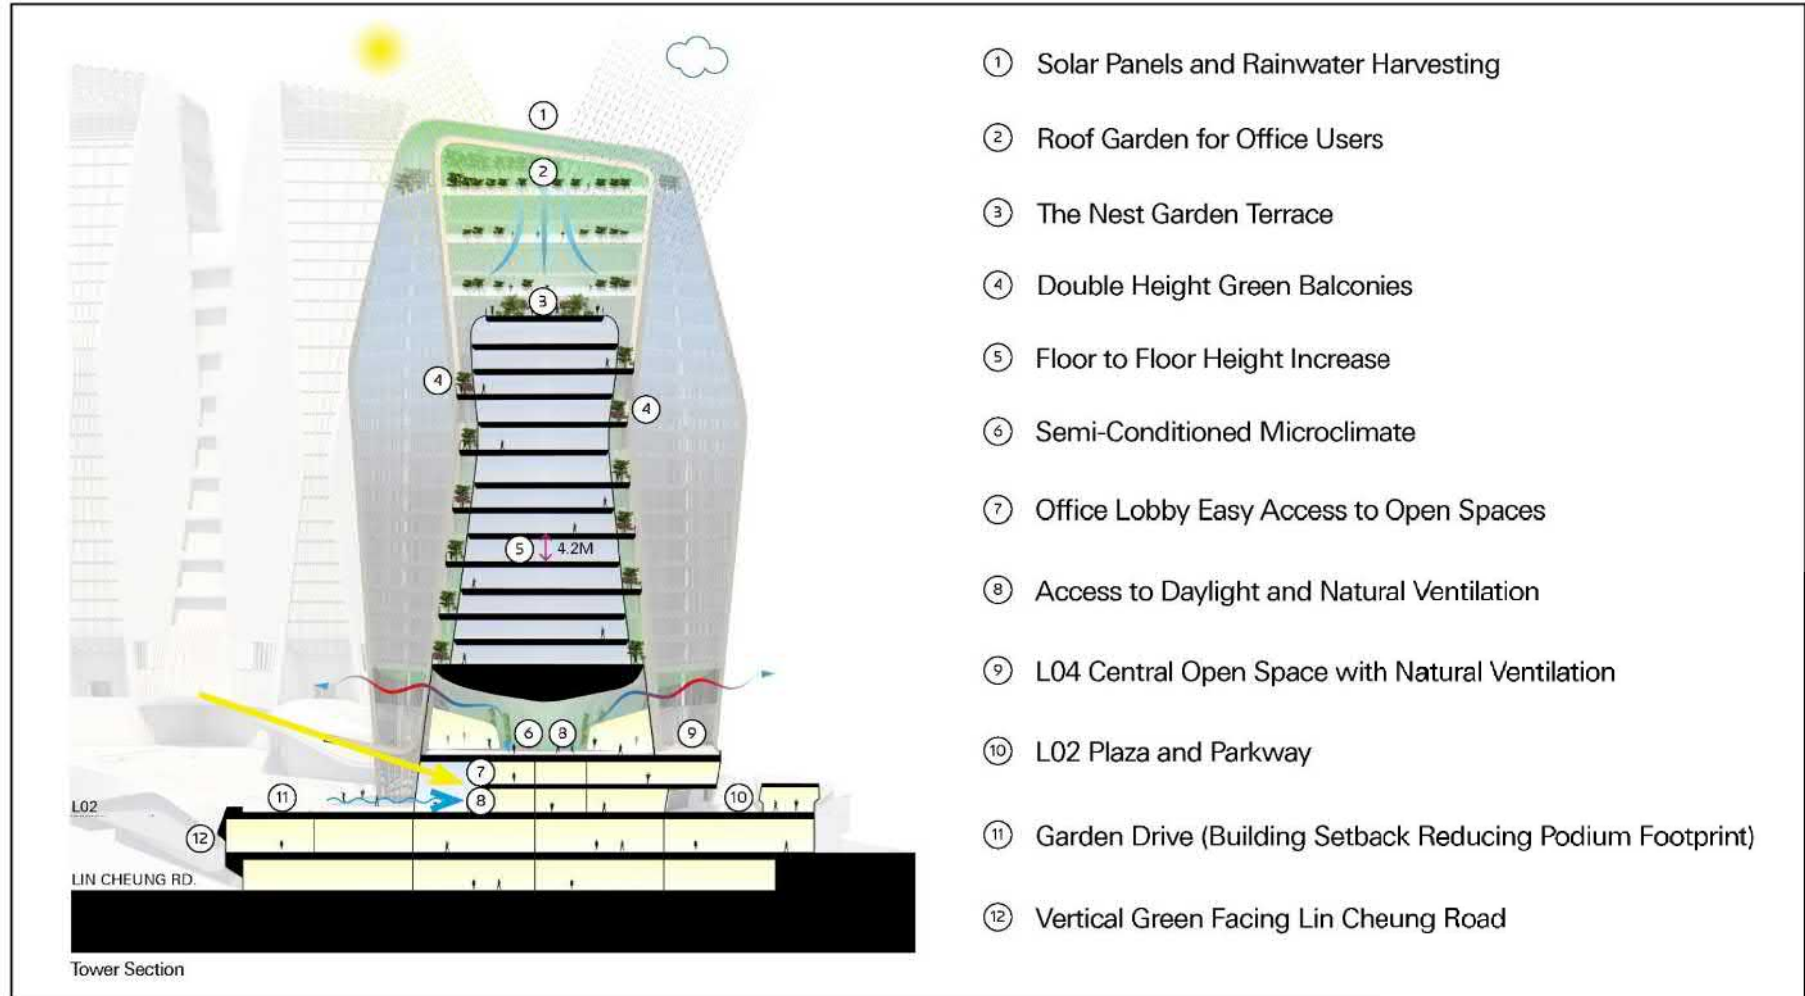 1
2
3
4
4
5 4.2M
6 8 9
7
11 8 10
L02
12
LIN CHEUNG RD.
Tower Section
1 Solar Panels and Rainwater Harvesting
2 Roof Garden for Office Users
3 The Nest Garden Terrace
4 Double Height Green Balconies
5 Floor to Floor Height Increase
6 Semi-Conditioned Microclimate
7 Office Lobby Easy Access to Open Spaces
8 Access to Daylight and Natural Ventilation
9 L04 Central Open Space with Natural Ventilation
10 L02 Plaza and Parkway
11 Garden Drive (Building Setback Reducing Podium Footprint)
12 Vertical Green Facing Lin Cheung Road